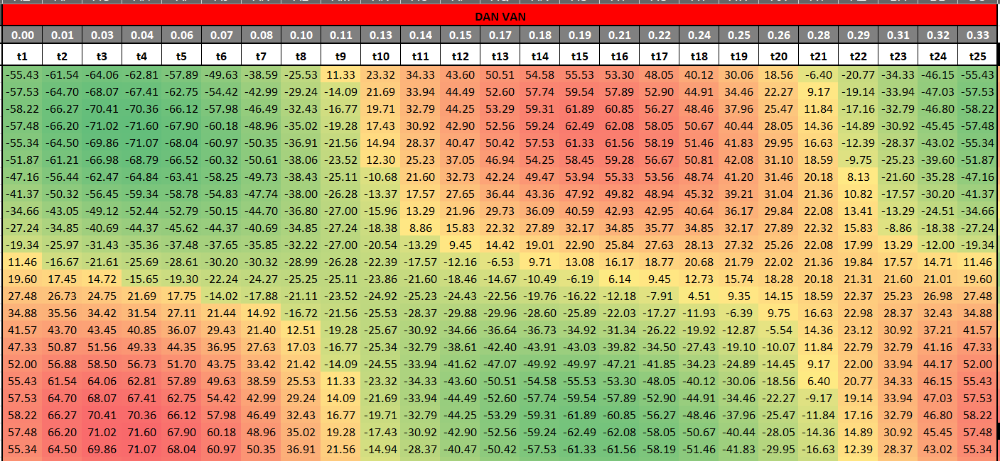 DAN VAN
0.00 0.01 0.03 0.04 0.06 0.07 0.08 0.10 0.11 0.13 0.14 0.15 0.17 0.18 0.19 0.21 0.22 0.24 0.25 0.26 0.28 0.29 0.31 0.32 0.33
t1 t2 t3 t4 t5 t6 t7 t8 t9 t10 t11 t12 t13 t14 t15 t16 t17 t18 t19 t20 t21 t22 t23 t24 t25
-55.43 -61.54 -64.06 -62.81 -57.89 -49.63 -38.59 -25.53 11.33 23.32 34.33 43.60 50.51 54.58 55.53 53.30 48.05 40.12 30.06 18.56 -6.40 -20.77 -34.33 -46.15 -55.43
-57.53 -64.70 -68.07 -67.41 -62.75 -54.42 -42.99 -29.24 -14.09 21.69 33.94 44.49 52.60 57.74 59.54 57.89 52.90 44.91 34.46 22.27 9.17 -19.14 -33.94 -47.03 -57.53
-58.22 -66.27 -70.41 -70.36 -66.12 -57.98 -46.49 -32.43 -16.77 19.71 32.79 44.25 53.29 59.31 61.89 60.85 56.27 48.46 37.96 25.47 11.84 -17.16 -32.79 -46.80 -58.22
-57.48 -66.20 -71.02 -71.60 -67.90 -60.18 -48.96 -35.02 -19.28 17.43 30.92 42.90 52.56 59.24 62.49 62.08 58.05 50.67 40.44 28.05 14.36 -14.89 -30.92 -45.45 -57.48
-55.34 -64.50 -69.86 -71.07 -68.04 -60.97 -50.35 -36.91 -21.56 14.94 28.37 40.47 50.42 57.53 61.33 61.56 58.19 51.46 41.83 29.95 16.63 -12.39 -28.37 -43.02 -55.34
-51.87 -61.21 -66.98 -68.79 -66.52 -60.32 -50.61 -38.06 -23.52 12.30 25.23 37.05 46.94 54.25 58.45 59.28 56.67 50.81 42.08 31.10 18.59 -9.75 -25.23 -39.60 -51.87
-47.16 -56.44 -62.47 -64.84 -63.41 -58.25 -49.73 -38.43 -25.11 -10.68 21.60 32.73 42.24 49.47 53.94 55.33 53.56 48.74 41.20 31.46 20.18 8.13 -21.60 -35.28 -47.16
-41.37 -50.32 -56.45 -59.34 -58.78 -54.83 -47.74 -38.00 -26.28 -13.37 17.57 27.65 36.44 43.36 47.92 49.82 48.94 45.32 39.21 31.04 21.36 10.82 -17.57 -30.20 -41.37
-34.66 -43.05 -49.12 -52.44 -52.79 -50.15 -44.70 -36.80 -27.00 -15.96 13.29 21.96 29.73 36.09 40.59 42.93 42.95 40.64 36.17 29.84 22.08 13.41 -13.29 -24.51 -34.66
-27.24 -34.85 -40.69 -44.37 -45.62 -44.37 -40.69 -34.85 -27.24 -18.38 8.86 15.83 22.32 27.89 32.17 34.85 35.77 34.85 32.17 27.89 22.32 15.83 -8.86 -18.38 -27.24
-19.34 -25.97 -31.43 -35.36 -37.48 -37.65 -35.85 -32.22 -27.00 -20.54 -13.29 9.45 14.42 19.01 22.90 25.84 27.63 28.13 27.32 25.26 22.08 17.99 13.29 -12.00 -19.34
11.46 -16.67 -21.61 -25.69 -28.61 -30.20 -30.32 -28.99 -26.28 -22.39 -17.57 -12.16 -6.53 9.71 13.08 16.17 18.77 20.68 21.79 22.02 21.36 19.84 17.57 14.71 11.46
19.60 17.45 14.72 -15.65 -19.30 -22.24 -24.27 -25.25 -25.11 -23.86 -21.60 -18.46 -14.67 -10.49 -6.19 6.14 9.45 12.73 15.74 18.28 20.18 21.31 21.60 21.01 19.60
27.48 26.73 24.75 21.69 17.75 -14.02 -17.88 -21.11 -23.52 -24.92 -25.23 -24.43 -22.56 -19.76 -16.22 -12.18 -7.91 4.51 9.35 14.15 18.59 22.37 25.23 26.98 27.48
34.88 35.56 34.42 31.54 27.11 21.44 14.92 -16.72 -21.56 -25.53 -28.37 -29.88 -29.96 -28.60 -25.89 -22.03 -17.27 -11.93 -6.39 9.75 16.63 22.98 28.37 32.43 34.88
41.57 43.70 43.45 40.85 36.07 29.43 21.40 12.51 -19.28 -25.67 -30.92 -34.66 -36.64 -36.73 -34.92 -31.34 -26.22 -19.92 -12.87 -5.54 14.36 23.12 30.92 37.21 41.57
47.33 50.87 51.56 49.33 44.35 36.95 27.63 17.03 -16.77 -25.34 -32.79 -38.61 -42.40 -43.91 -43.03 -39.82 -34.50 -27.43 -19.10 -10.07 11.84 22.79 32.79 41.16 47.33
52.00 56.88 58.50 56.73 51.70 43.75 33.42 21.42 -14.09 -24.55 -33.94 -41.62 -47.07 -49.92 -49.97 -47.21 -41.85 -34.23 -24.89 -14.45 9.17 22.00 33.94 44.17 52.00
55.43 61.54 64.06 62.81 57.89 49.63 38.59 25.53 11.33 -23.32 -34.33 -43.60 -50.51 -54.58 -55.53 -53.30 -48.05 -40.12 -30.06 -18.56 6.40 20.77 34.33 46.15 55.43
57.53 64.70 68.07 67.41 62.75 54.42 42.99 29.24 14.09 -21.69 -33.94 -44.49 -52.60 -57.74 -59.54 -57.89 -52.90 -44.91 -34.46 -22.27 -9.17 19.14 33.94 47.03 57.53
58.22 66.27 70.41 70.36 66.12 57.98 46.49 32.43 16.77 -19.71 -32.79 -44.25 -53.29 -59.31 -61.89 -60.85 -56.27 -48.46 -37.96 -25.47 -11.84 17.16 32.79 46.80 58.22
57.48 66.20 71.02 71.60 67.90 60.18 48.96 35.02 19.28 -17.43 -30.92 -42.90 -52.56 -59.24 -62.49 -62.08 -58.05 -50.67 -40.44 -28.05 -14.36 14.89 30.92 45.45 57.48
55.34 64.50 69.86 71.07 68.04 60.97 50.35 36.91 21.56 -14.94 -28.37 -40.47 -50.42 -57.53 -61.33 -61.56 -58.19 -51.46 -41.83 -29.95 -16.63 12.39 28.37 43.02 55.34